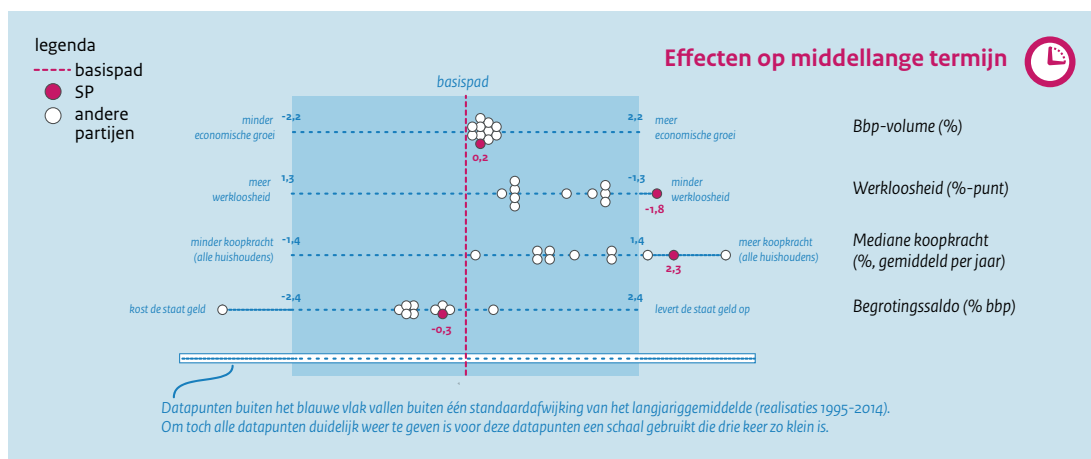 legenda
basispad
SP
andere
partijen
Effecten op middellange termijn
basispad
minder
economische groei
-2,2
2,2
meer
economische groei
Bbp-volume (%)
0,2
meer
werkloosheid
1,3
-1,3
minder
werkloosheid
Werkloosheid (%-punt)
-1,8
minder koopkracht
(alle huishoudens)
-1,4
1,4
meer koopkracht
(alle huishoudens)
Mediane koopkracht
(%, gemiddeld per jaar)
2,3
kost de staat geld
-2,4
2,4
levert de staat geld op
Begrotingssaldo (% bbp)
-0,3
Datapunten buiten het blauwe vlak vallen buiten één standaardafwijking van het langjariggemiddelde (realisaties 1995-2014).
Om toch alle datapunten duidelijk weer te geven is voor deze datapunten een schaal gebruikt die drie keer zo klein is.